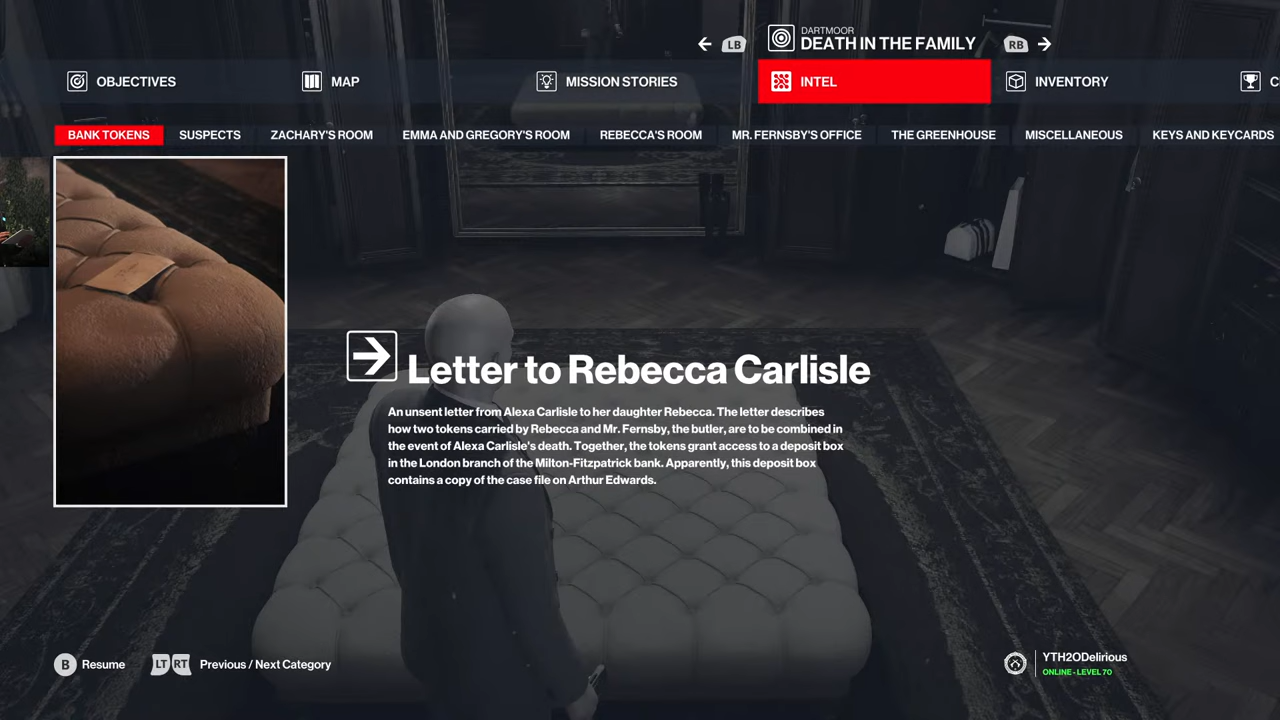 LB
DARTMOOR
DEATH IN THE FAMILY
RB
OBJECTIVES
MAP
MISSION STORIES
INTEL
INVENTORY
C
BANK TOKENS
SUSPECTS
ZACHARY'S ROOM
EMMA AND GREGORY'S ROOM
REBECCA'S ROOM
MR. FERNSBY'S OFFICE
THE GREENHOUSE
MISCELLANEOUS
KEYS AND KEYCARDS
Letter to Rebecca Carlisle
An unsent letter from Alexa Carlisle to her daughter Rebecca. The letter describes
how two tokens carried by Rebecca and Mr. Fernsby, the butler, are to be combined in
the event of Alexa Carlisle's death. Together, the tokens grant access to a deposit box
in the London branch of the Milton-Fitzpatrick bank. Apparently, this deposit box
contains a copy of the case file on Arthur Edwards.
B Resume
LT RT Previous / Next Category
YTH2ODelirious
ONLINE - LEVEL 70